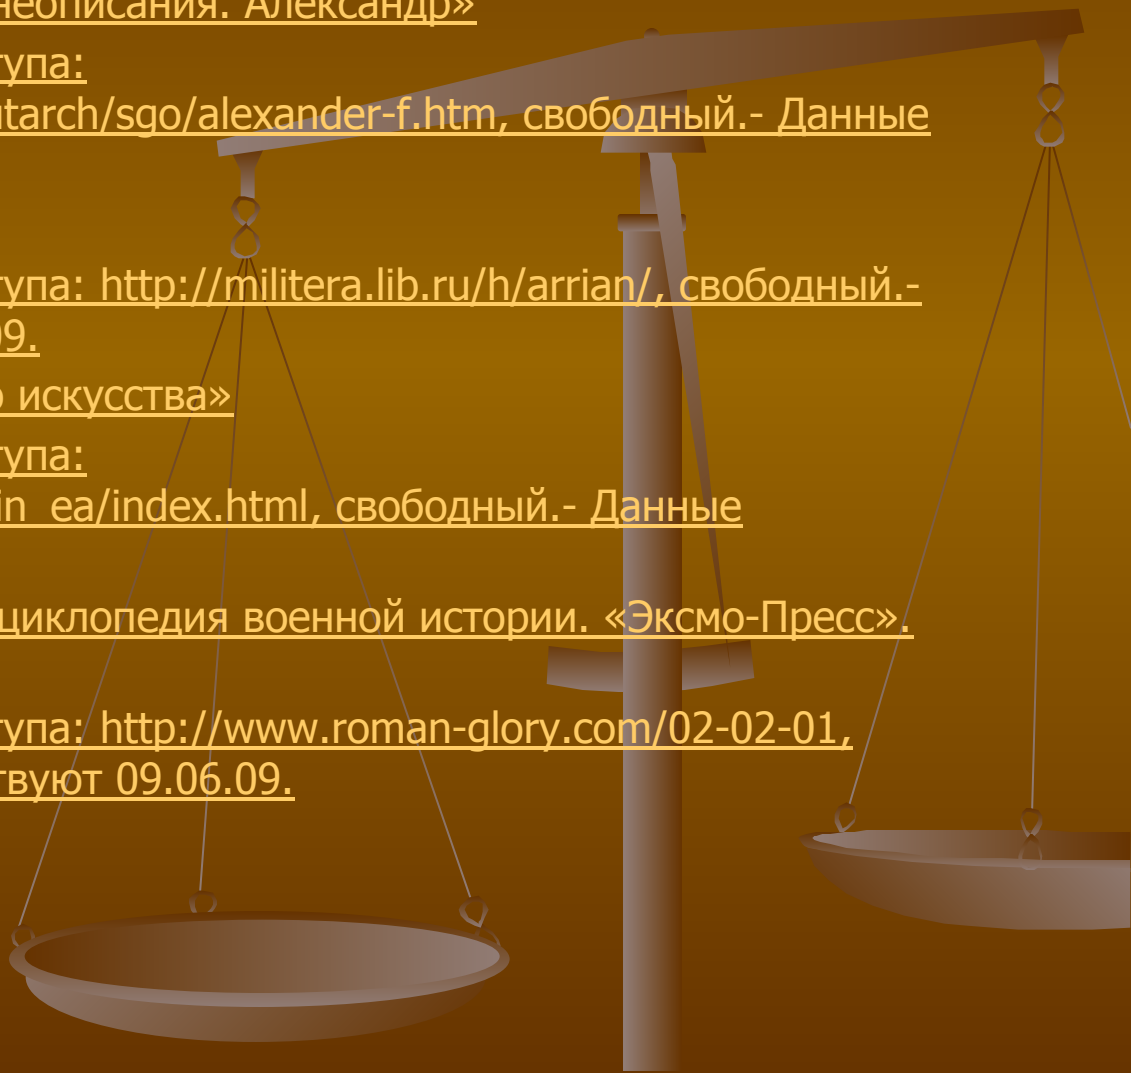 неописания. Александр»
тупа:
utarch/sgo/alexander-f.htm, свободный.- Данные
тупа: http://militera.lib.ru/h/arrian/, свободный.-
09.
о искусства»
тупа:
in_ea/index.html, свободный.- Данные
циклопедия военной истории. «Эксмо-Пресс».
тупа: http://www.roman-glory.com/02-02-01,
твуют 09.06.09.